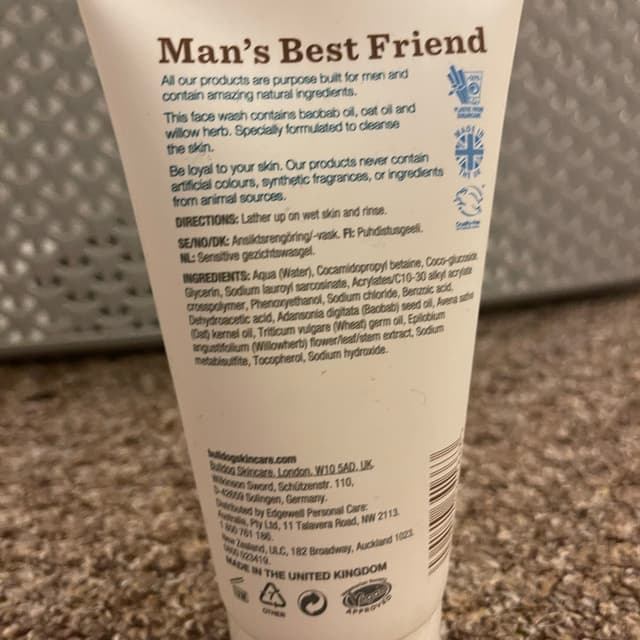 Man's Best Friend
All our products are purpose built for men and
contain amazing natural ingredients.
This face wash contains baobab oil, oat oil and
willow herb. Specially formulated to cleanse
the skin.
Be loyal to your skin. Our products never contain
artificial colours, synthetic fragrances, or ingredients
from animal sources.
DIRECTIONS: Lather up on wet skin and rinse.
SE/NO/DK: Ansiktsrengöring/-vask. FI: Puhdistusgeeli.
NL: Sensitive gezichtswasgel.
INGREDIENTS: Aqua (Water), Cocamidopropyl betaine, Coco-glucoside,
Glycerin, Sodium lauroyl sarcosinate, Acrylates/C10-30 alkyl acrylate
crosspolymer, Phenoxyethanol, Sodium chloride, Benzoic acid,
Dehydroacetic acid, Adansonia digitata (Baobab) seed oil, Avena sativa
(Oat) kernel oil, Triticum vulgare (Wheat) germ oil, Epilobium
angustifolium (Willowherb) flower/leaf/stem extract, Sodium
metabisulfite, Tocopherol, Sodium hydroxide.
MADE IN
bulldogskincare.com
Bulldog Skincare, London, W10 5AD, UK.
Wilkinson Sword, Schützenstr. 110,
D-42659 Solingen, Germany.
Distributed by Edgewell Personal Care:
Australia, Pty Ltd, 11 Talavera Road, NW 2113.
1 800 761 186.
New Zealand, ULC, 182 Broadway, Auckland 1023.
0800 023419.
MADE IN THE UNITED KINGDOM
OTHER
APPROVED